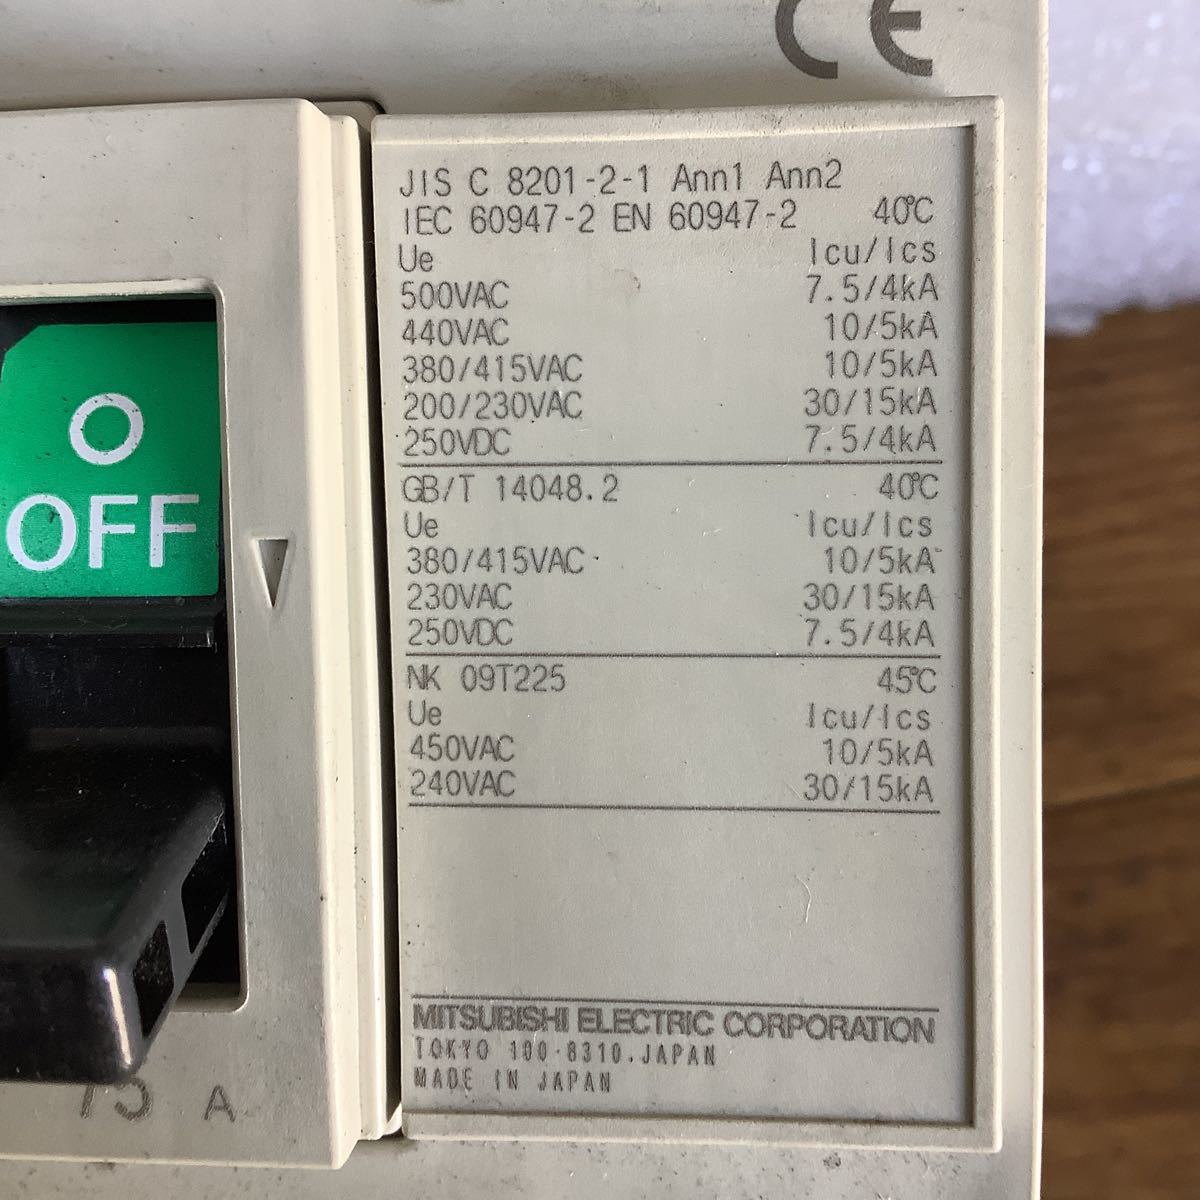 CE
JIS C 8201-2-1 Ann1 Ann2
IEC 60947-2 EN 60947-2 40℃
Ue Icu/Ics
500VAC 7.5/4kA
440VAC 10/5kA
380/415VAC 10/5kA
200/230VAC 30/15kA
250VDC 7.5/4kA
GB/T 14048.2 40℃
Ue Icu/Ics
380/415VAC 10/5kA
230VAC 30/15kA
250VDC 7.5/4kA
NK 09T225 45℃
Ue Icu/Ics
450VAC 10/5kA
240VAC 30/15kA
MITSUBISHI ELECTRIC CORPORATION
TOKYO 100-8310, JAPAN
MADE IN JAPAN
O
OFF
A